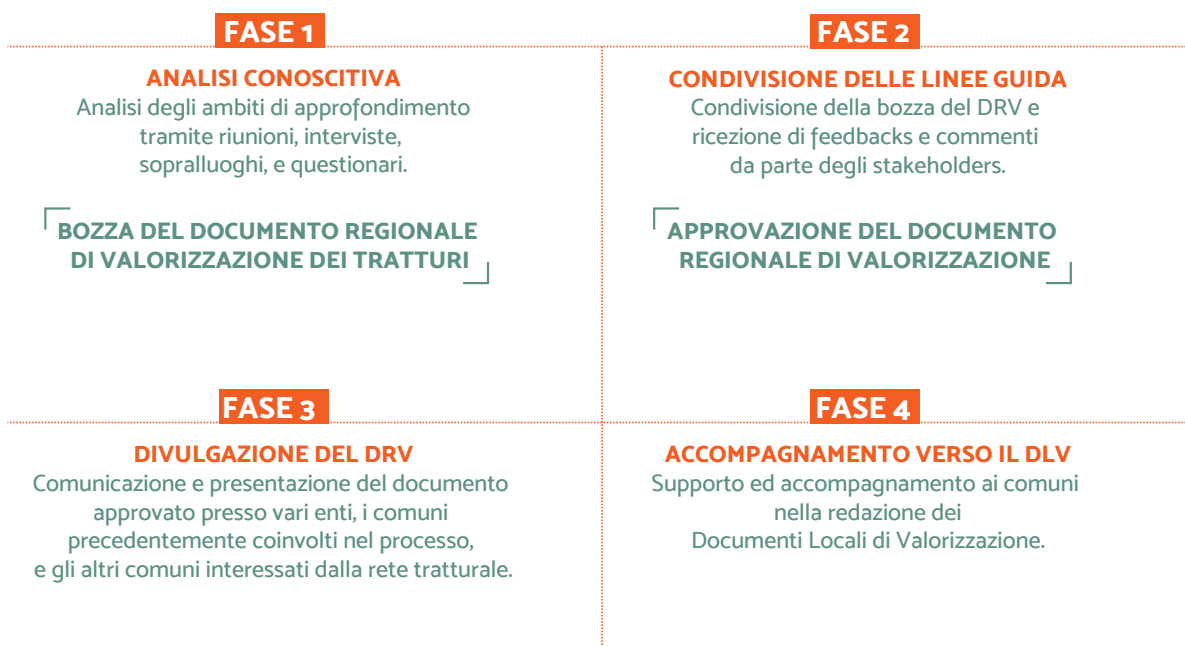 FASE 1
ANALISI CONOSCITIVA
Analisi degli ambiti di approfondimento
tramite riunioni, interviste,
sopralluoghi, e questionari.
BOZZA DEL DOCUMENTO REGIONALE
DI VALORIZZAZIONE DEI TRATTURI
FASE 2
CONDIVISIONE DELLE LINEE GUIDA
Condivisione della bozza del DRV e
ricezione di feedbacks e commenti
da parte degli stakeholders.
APPROVAZIONE DEL DOCUMENTO
REGIONALE DI VALORIZZAZIONE
FASE 3
DIVULGAZIONE DEL DRV
Comunicazione e presentazione del documento
approvato presso vari enti, i comuni
precedentemente coinvolti nel processo,
e gli altri comuni interessati dalla rete tratturale.
FASE 4
ACCOMPAGNAMENTO VERSO IL DLV
Supporto ed accompagnamento ai comuni
nella redazione dei
Documenti Locali di Valorizzazione.